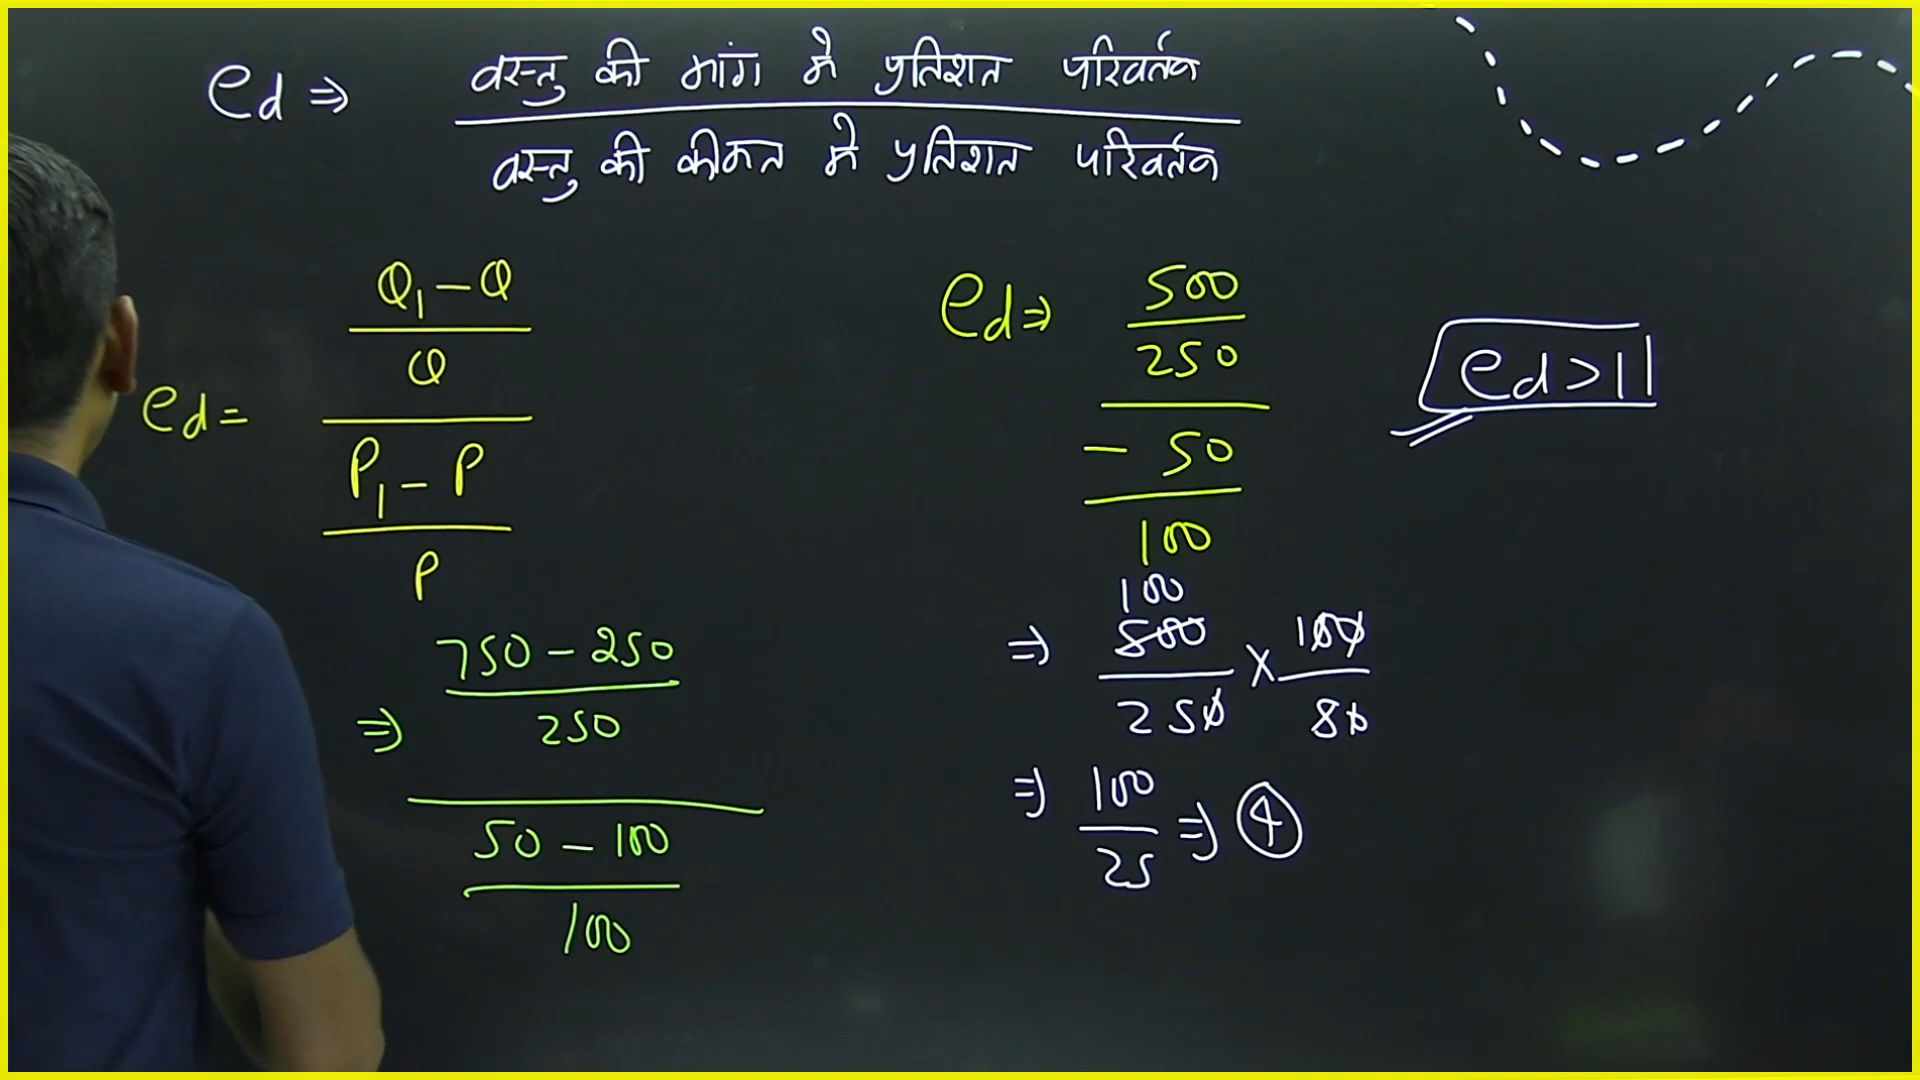 ed ⇒ वस्तु की मांग में प्रतिशत परिवर्तन
वस्तु की कीमत में प्रतिशत परिवर्तन
ed =
Q₁ – Q
Q
P₁ – P
P
⇒
750 – 250
250
50 – 100
100
ed ⇒
500
250
– 50
100
100
⇒ 500 × 100
250 50
⇒ 100 ⇒ 4
25
ed > 1